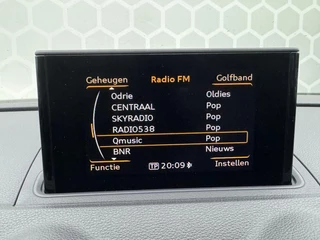 Geheugen Radio FM Golfband
Odrie Oldies
CENTRAAL Pop
SKYRADIO Pop
RADIO538 Pop
Qmusic Pop
BNR Nieuws
Functie TP 20:09 Instellen